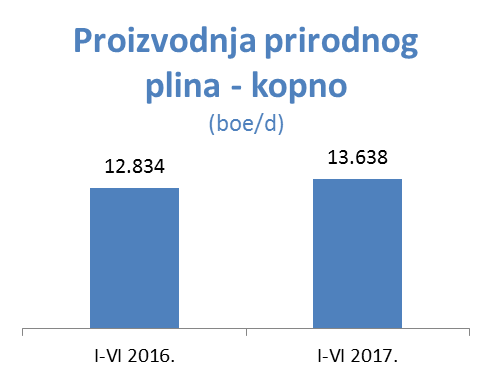 Proizvodnja prirodnog
plina - kopno
(boe/d)
12.834
13.638
I-VI 2016.
I-VI 2017.